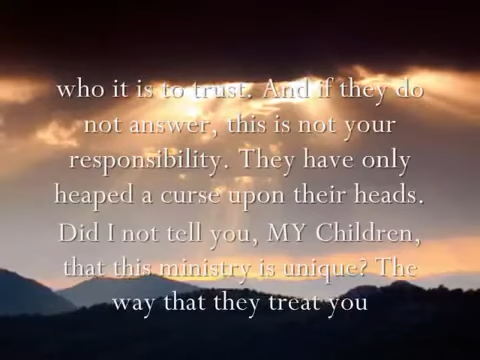 who it is to trust. And if they do
not answer, this is not your
responsibility. They have only
heaped a curse upon their heads.
Did I not tell you, MY Children,
that this ministry is unique? The
way that they treat you